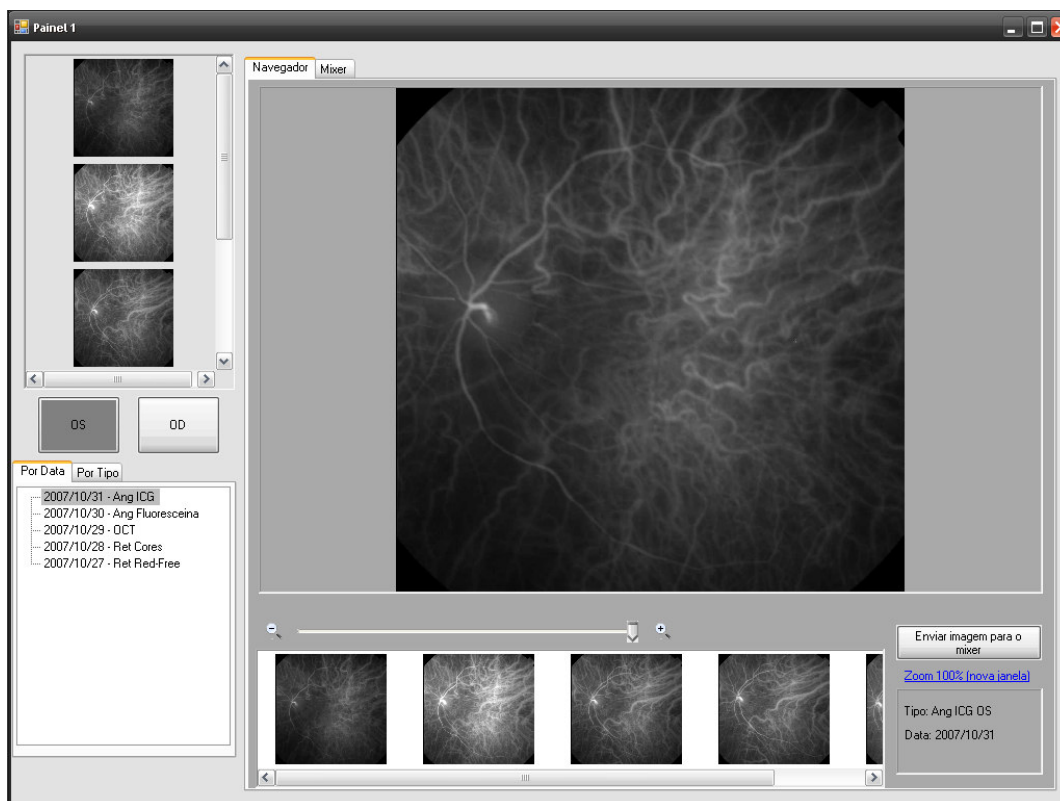 Painel 1
Navegador
Mixer
OS
OD
Por Data
Por Tipo
2007/10/31 - Ang ICG
2007/10/30 - Ang Fluoresceina
2007/10/29 - OCT
2007/10/28 - Ret Cores
2007/10/27 - Ret Red-Free
Enviar imagem para o
mixer
Zoom 100% (nova janela)
Tipo: Ang ICG OS
Data: 2007/10/31